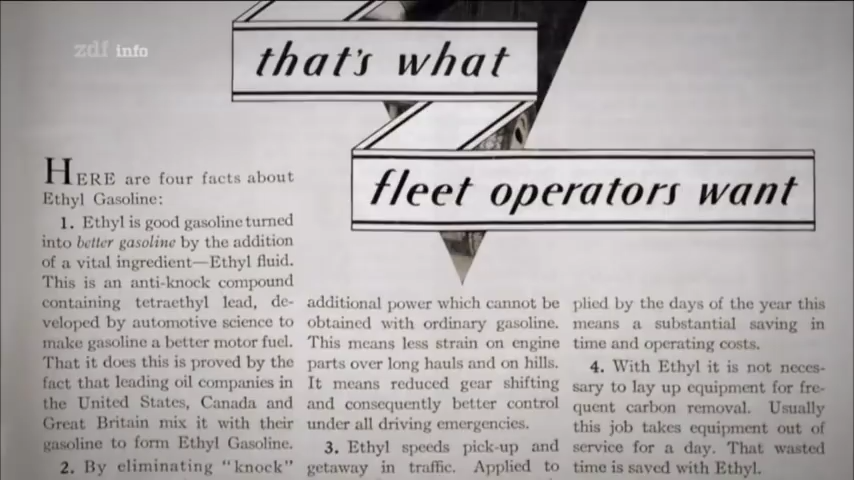 zdf info
that's what
fleet operators want
HERE are four facts about
Ethyl Gasoline:
1. Ethyl is good gasoline turned
into better gasoline by the addition
of a vital ingredient—Ethyl fluid.
This is an anti-knock compound
containing tetraethyl lead, de-
veloped by automotive science to
make gasoline a better motor fuel.
That it does this is proved by the
fact that leading oil companies in
the United States, Canada and
Great Britain mix it with their
gasoline to form Ethyl Gasoline.
2. By eliminating "knock"
additional power which cannot be
obtained with ordinary gasoline.
This means less strain on engine
parts over long hauls and on hills.
It means reduced gear shifting
and consequently better control
under all driving emergencies.
3. Ethyl speeds pick-up and
getaway in traffic. Applied to
plied by the days of the year this
means a substantial saving in
time and operating costs.
4. With Ethyl it is not neces-
sary to lay up equipment for fre-
quent carbon removal. Usually
this job takes equipment out of
service for a day. That wasted
time is saved with Ethyl.